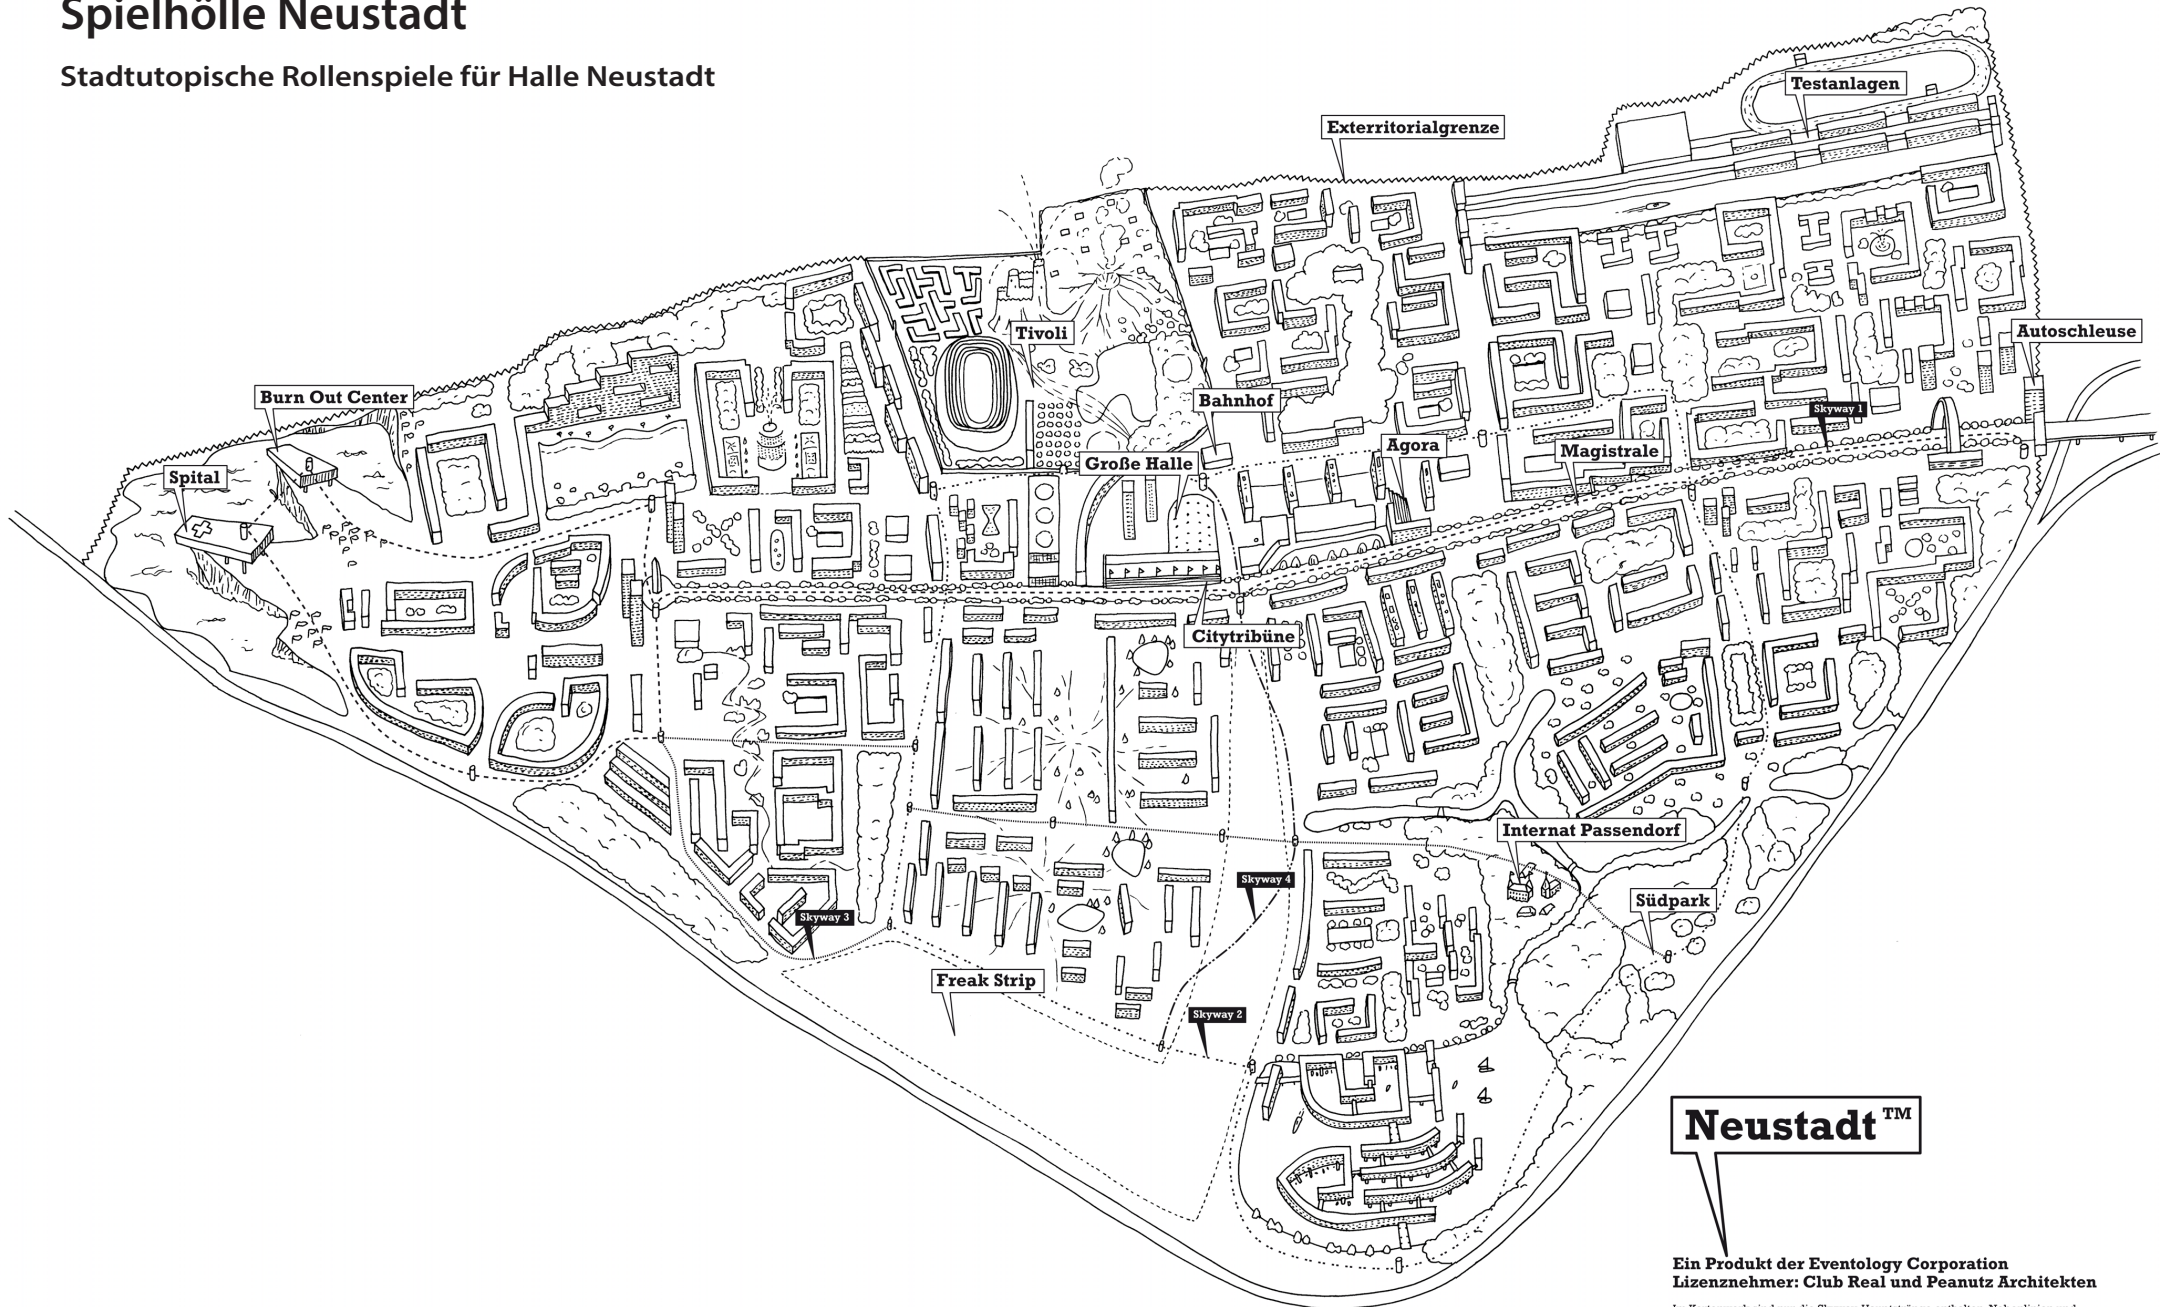 Spielhölle Neustadt
Stadtutopische Rollenspiele für Halle Neustadt
Testanlagen
Exterritorialgrenze
Tivoli
Autoschleuse
Burn Out Center
Bahnhof
Skyway 1
Agora
Magistrale
Große Halle
Spital
Citytribüne
Internat Passendorf
Skyway 4
Südpark
Skyway 3
Freak Strip
Skyway 2
Neustadt™
Ein Produkt der Eventology Corporation
Lizenznehmer: Club Real und Peanutz Architekten